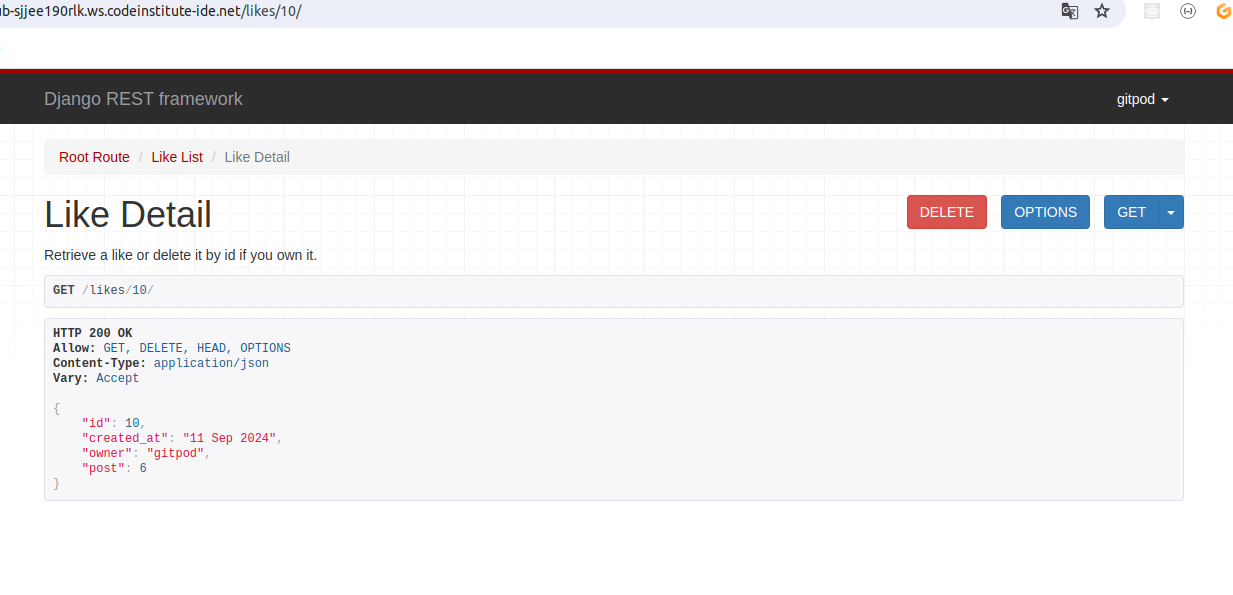 b-sjjee190rlk.ws.codeinstitute-ide.net/likes/10/
Django REST framework
gitpod
Root Route / Like List / Like Detail
Like Detail
DELETE
OPTIONS
GET
Retrieve a like or delete it by id if you own it.
GET /likes/10/
HTTP 200 OK
Allow: GET, DELETE, HEAD, OPTIONS
Content-Type: application/json
Vary: Accept
{
    "id": 10,
    "created_at": "11 Sep 2024",
    "owner": "gitpod",
    "post": 6
}